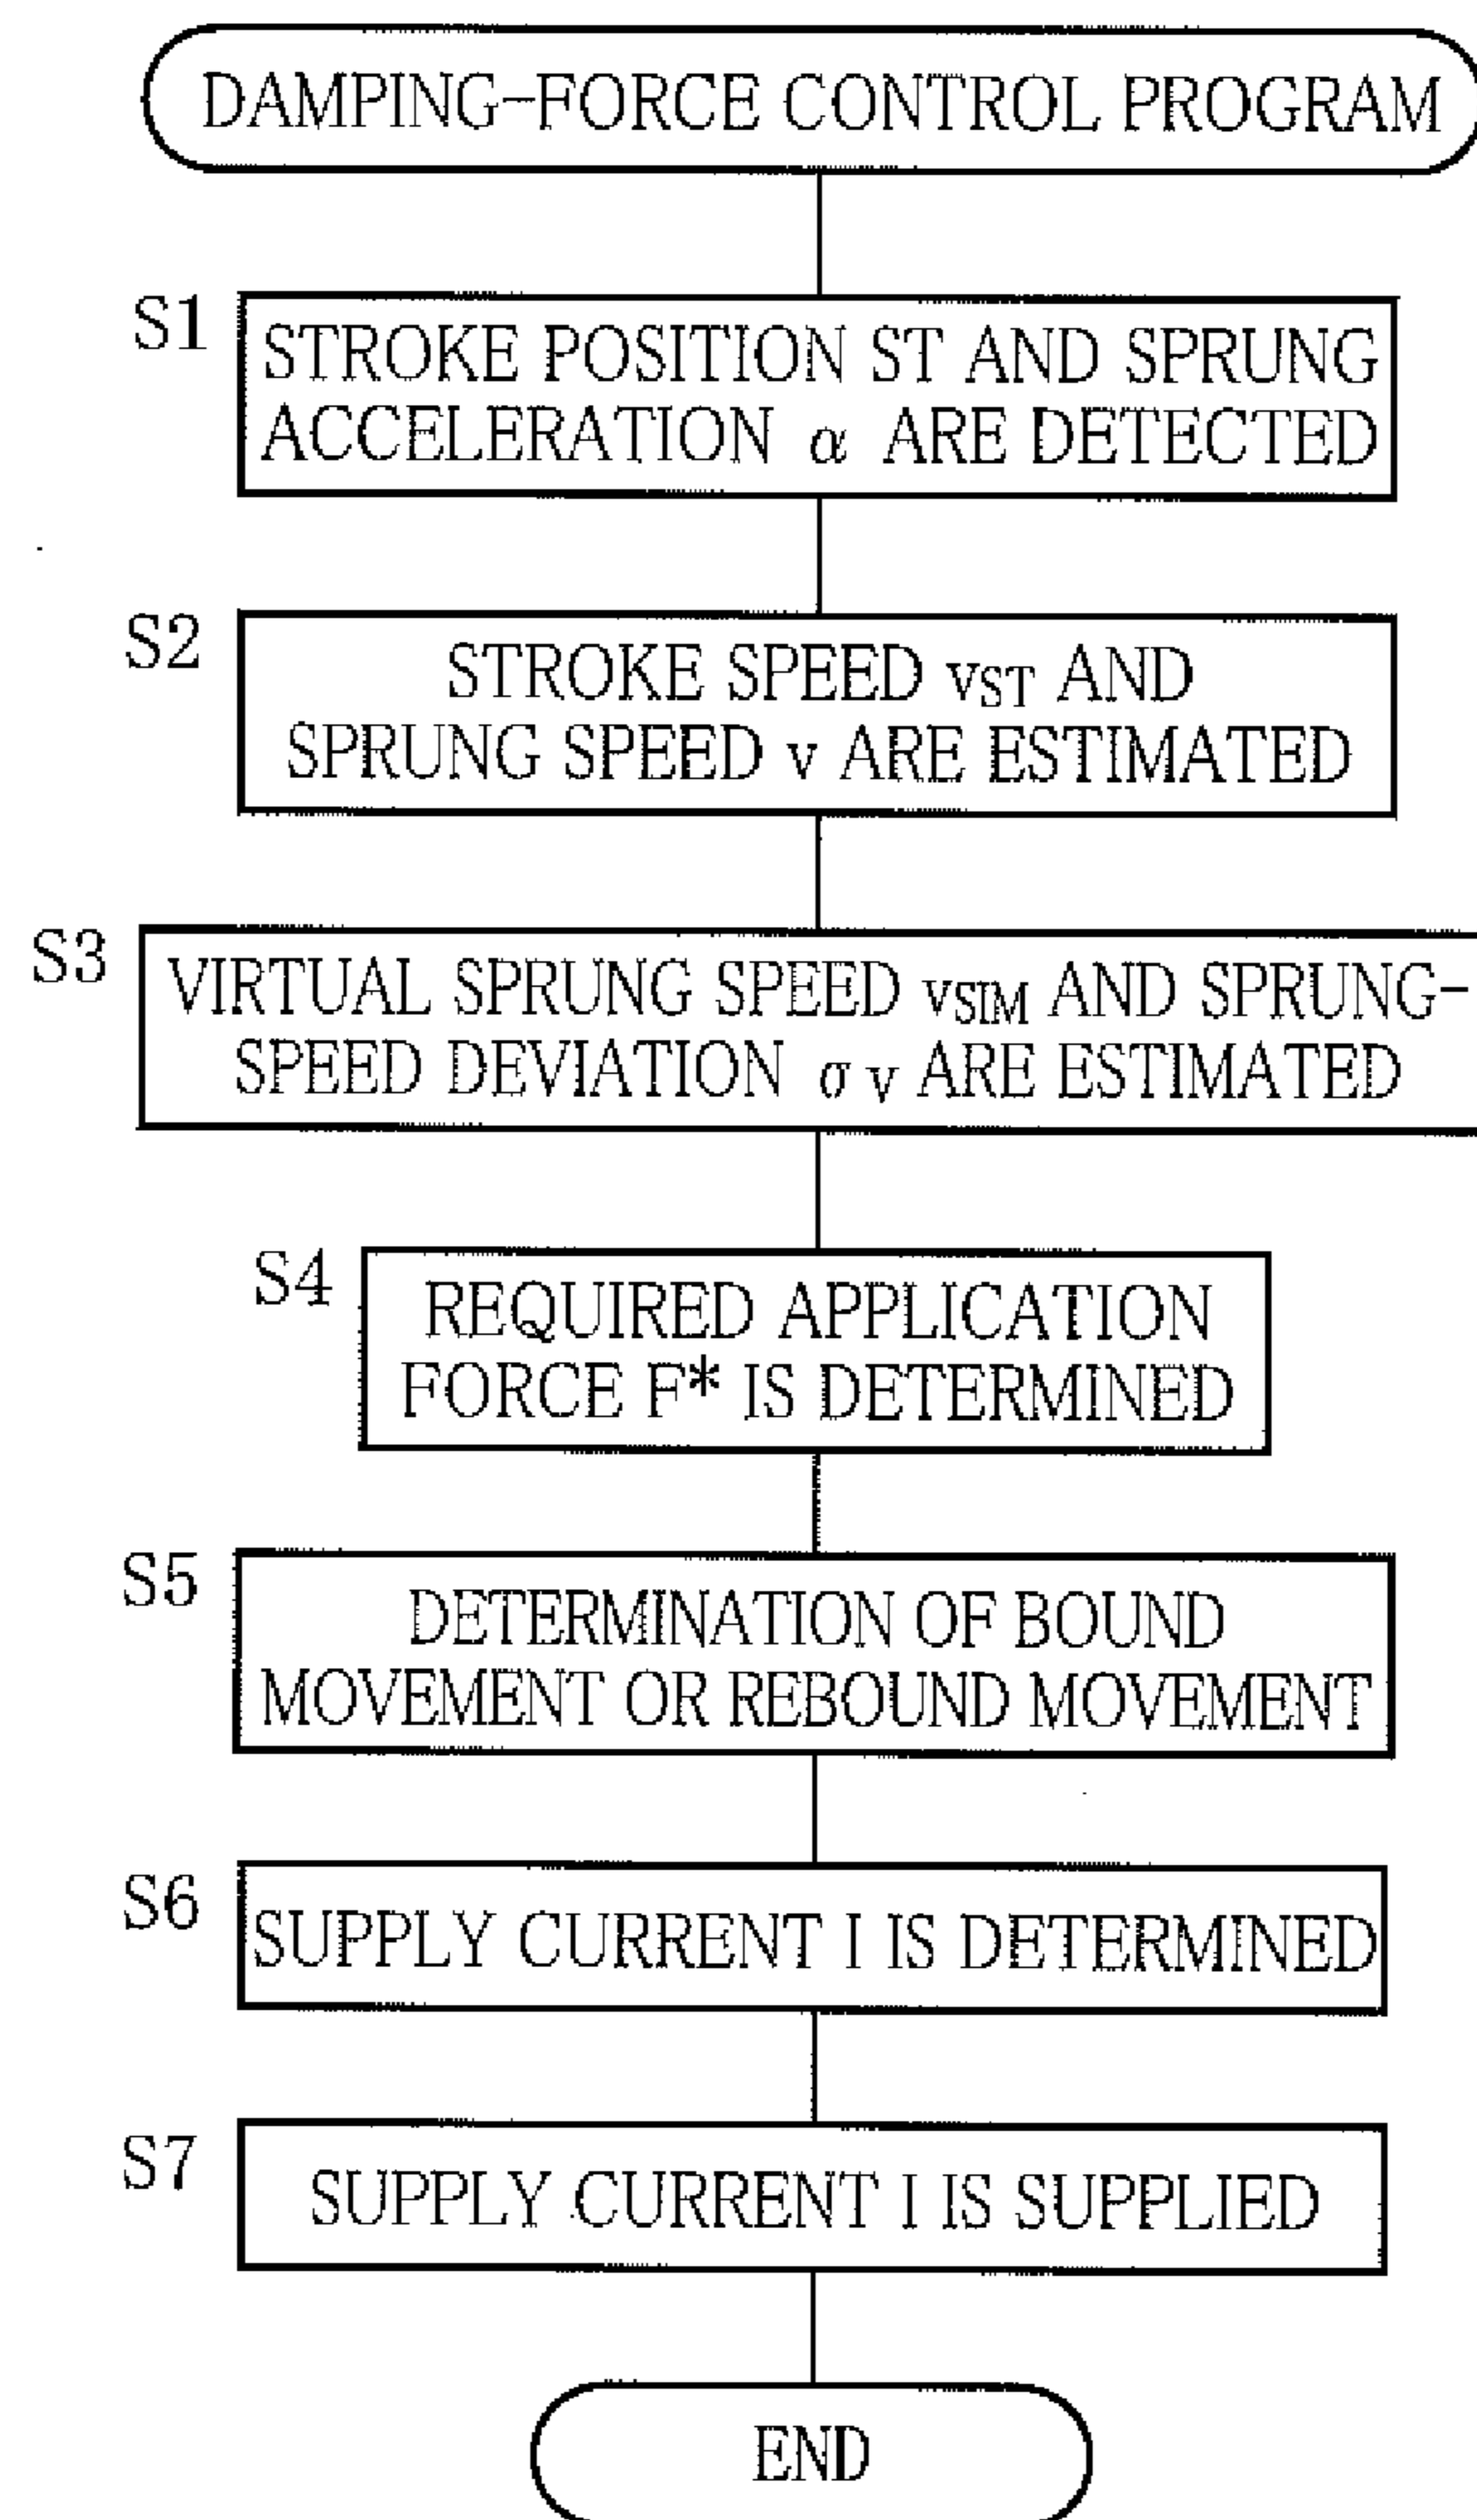 DAMPING-FORCE CONTROL PROGRAM
S1
STROKE POSITION ST AND SPRUNG
ACCELERATION α ARE DETECTED
S2
STROKE SPEED vST AND
SPRUNG SPEED v ARE ESTIMATED
S3
VIRTUAL SPRUNG SPEED vSIM AND SPRUNG-
SPEED DEVIATION σv ARE ESTIMATED
S4
REQUIRED APPLICATION
FORCE F* IS DETERMINED
S5
DETERMINATION OF BOUND
MOVEMENT OR REBOUND MOVEMENT
S6
SUPPLY CURRENT I IS DETERMINED
S7
SUPPLY CURRENT I IS SUPPLIED
END